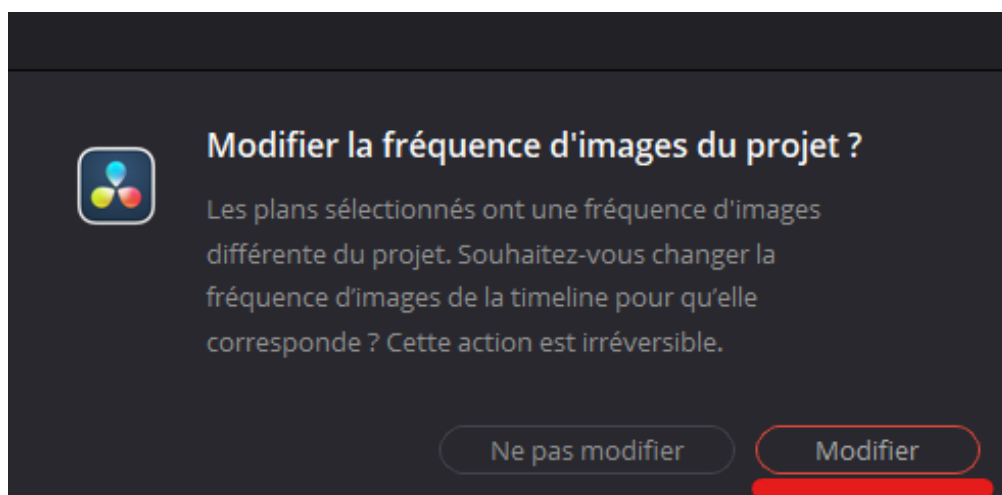 Modifier la fréquence d'images du projet ?
Les plans sélectionnés ont une fréquence d'images
différente du projet. Souhaitez-vous changer la
fréquence d’images de la timeline pour qu’elle
corresponde ? Cette action est irréversible.
Ne pas modifier
Modifier